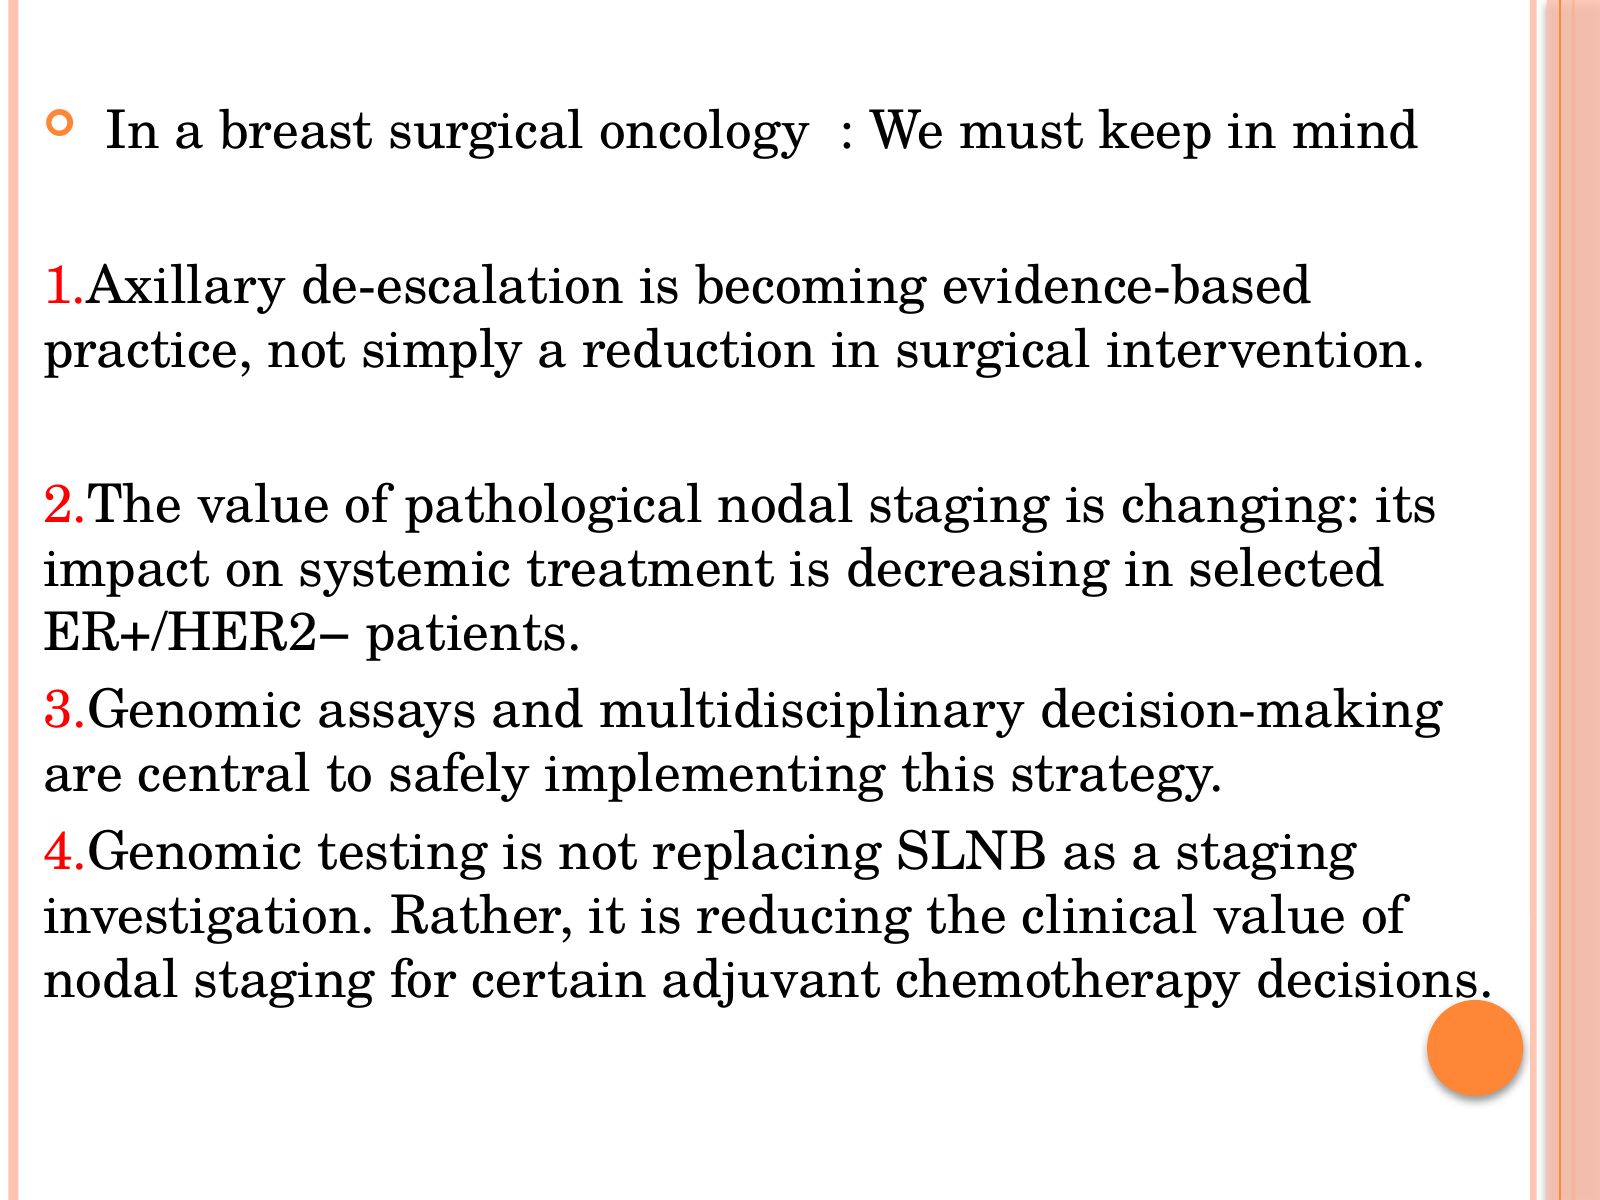 In a breast surgical oncology  : We must keep in mind
1.Axillary de-escalation is becoming evidence-based
practice, not simply a reduction in surgical intervention.
2.The value of pathological nodal staging is changing: its
impact on systemic treatment is decreasing in selected
ER+/HER2− patients.
3.Genomic assays and multidisciplinary decision-making
are central to safely implementing this strategy.
4.Genomic testing is not replacing SLNB as a staging
investigation. Rather, it is reducing the clinical value of
nodal staging for certain adjuvant chemotherapy decisions.